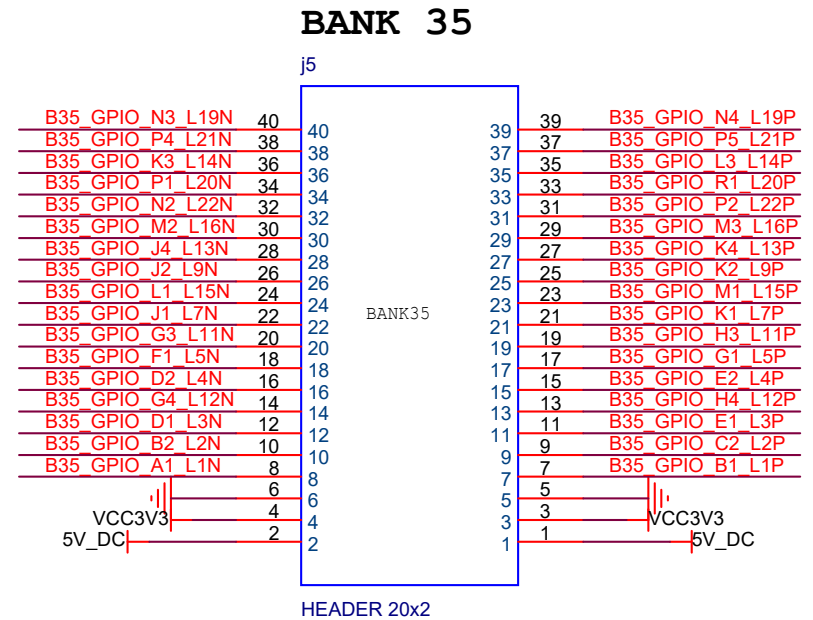 BANK 35
j5
B35_GPIO_N3_L19N 40 40 39 39 B35_GPIO_N4_L19P
B35_GPIO_P4_L21N 38 38 37 37 B35_GPIO_P5_L21P
B35_GPIO_K3_L14N 36 36 35 35 B35_GPIO_L3_L14P
B35_GPIO_P1_L20N 34 34 33 33 B35_GPIO_R1_L20P
B35_GPIO_N2_L22N 32 32 31 31 B35_GPIO_P2_L22P
B35_GPIO_M2_L16N 30 30 29 29 B35_GPIO_M3_L16P
B35_GPIO_J4_L13N 28 28 27 27 B35_GPIO_K4_L13P
B35_GPIO_J2_L9N 26 26 25 25 B35_GPIO_K2_L9P
B35_GPIO_L1_L15N 24 24 23 23 B35_GPIO_M1_L15P
B35_GPIO_J1_L7N 22 22 BANK35 21 21 B35_GPIO_K1_L7P
B35_GPIO_G3_L11N 20 20 19 19 B35_GPIO_H3_L11P
B35_GPIO_F1_L5N 18 18 17 17 B35_GPIO_G1_L5P
B35_GPIO_D2_L4N 16 16 15 15 B35_GPIO_E2_L4P
B35_GPIO_G4_L12N 14 14 13 13 B35_GPIO_H4_L12P
B35_GPIO_D1_L3N 12 12 11 11 B35_GPIO_E1_L3P
B35_GPIO_B2_L2N 10 10 9 9 B35_GPIO_C2_L2P
B35_GPIO_A1_L1N 8 8 7 7 B35_GPIO_B1_L1P
6 6 5 5
VCC3V3 4 4 3 3 VCC3V3
5V_DC 2 2 1 1 5V_DC
HEADER 20x2